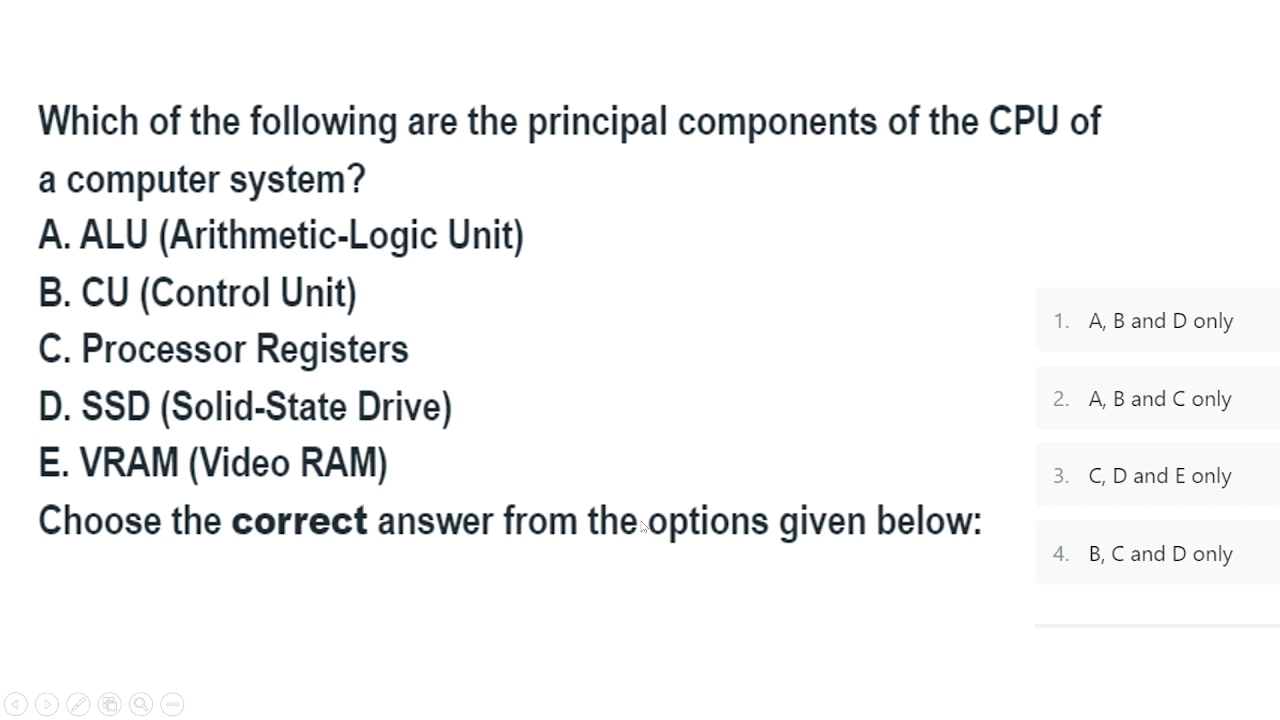 Which of the following are the principal components of the CPU of
a computer system?
A. ALU (Arithmetic-Logic Unit)
B. CU (Control Unit)
C. Processor Registers
D. SSD (Solid-State Drive)
E. VRAM (Video RAM)
Choose the correct answer from the options given below:
1. A, B and D only
2. A, B and C only
3. C, D and E only
4. B, C and D only